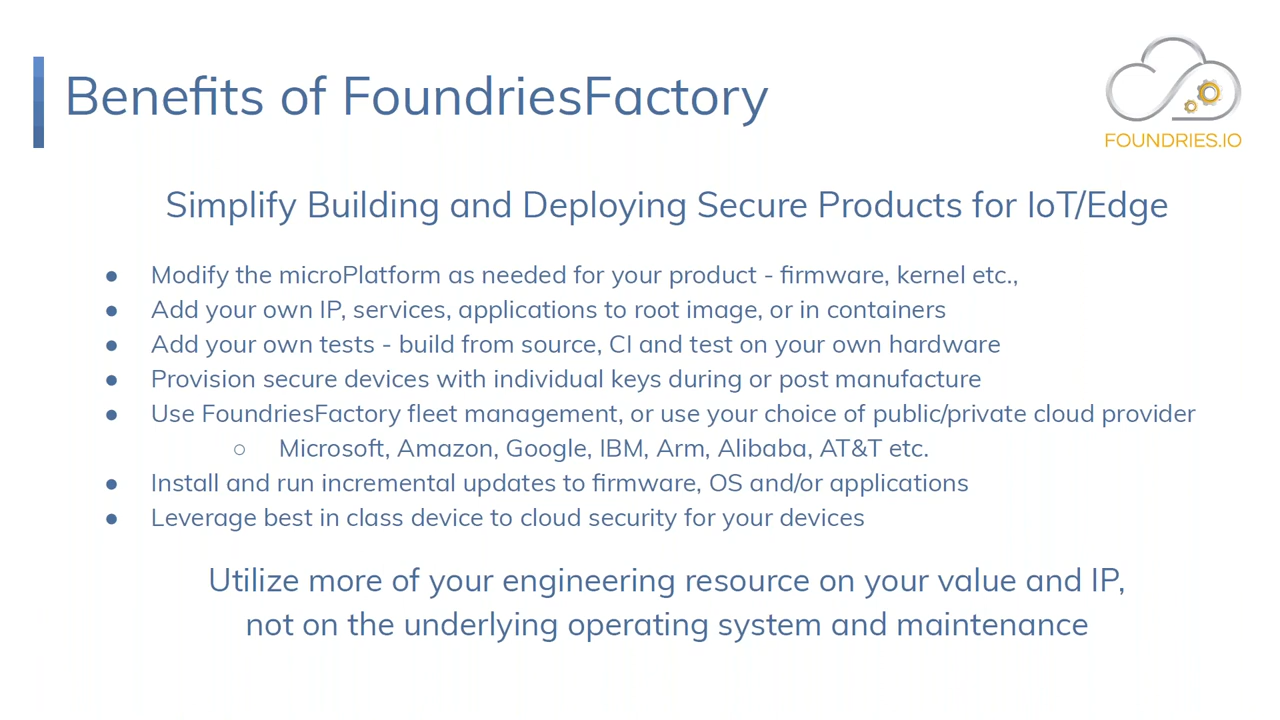 Benefits of FoundriesFactory
FOUNDRIES.IO
Simplify Building and Deploying Secure Products for IoT/Edge
● Modify the microPlatform as needed for your product - firmware, kernel etc.,
● Add your own IP, services, applications to root image, or in containers
● Add your own tests - build from source, CI and test on your own hardware
● Provision secure devices with individual keys during or post manufacture
● Use FoundriesFactory fleet management, or use your choice of public/private cloud provider
○ Microsoft, Amazon, Google, IBM, Arm, Alibaba, AT&T etc.
● Install and run incremental updates to firmware, OS and/or applications
● Leverage best in class device to cloud security for your devices
Utilize more of your engineering resource on your value and IP,
not on the underlying operating system and maintenance